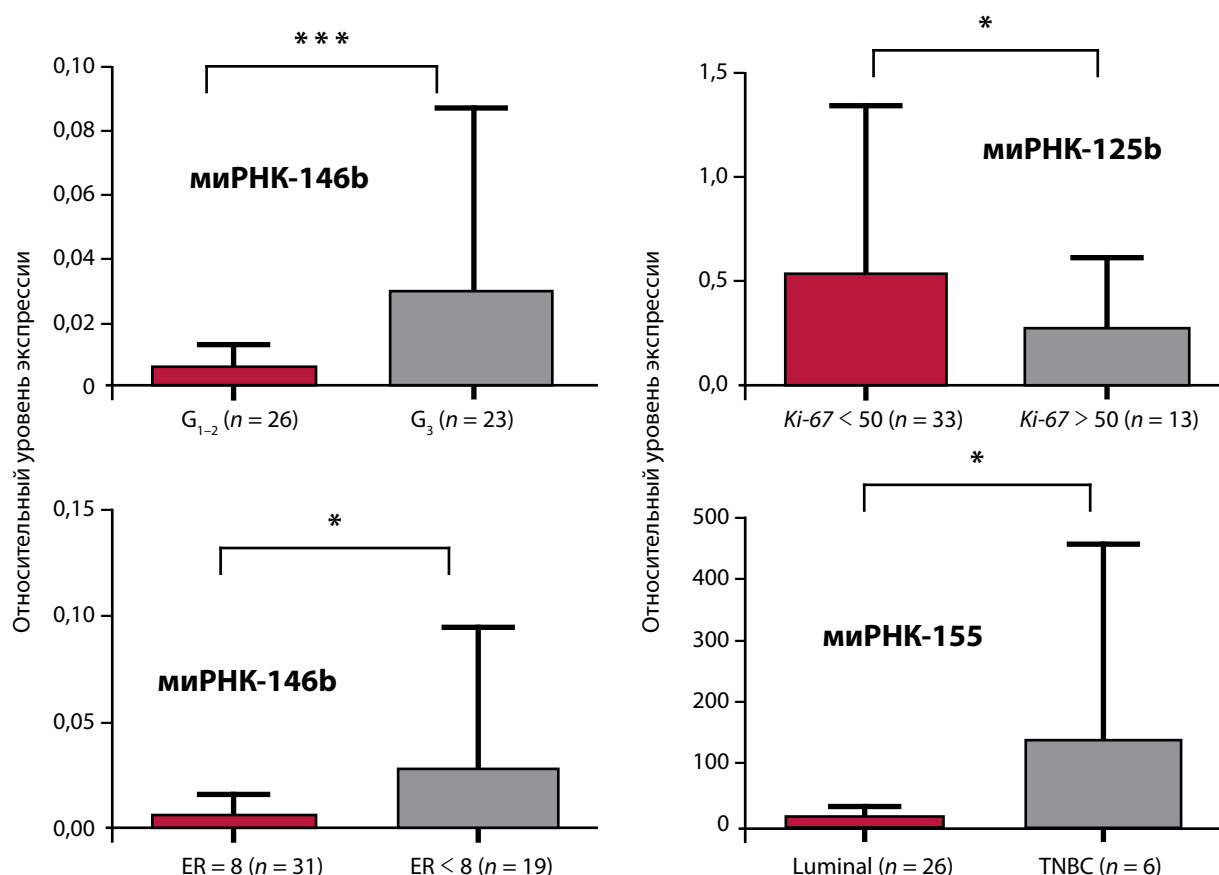 ***
0,10
0,08
0,06
0,04
0,02
0
миРНК-146b
Относительный уровень экспрессии
G1–2 (n = 26)
G3 (n = 23)
*
1,5
1,0
0,5
0,0
миРНК-125b
Относительный уровень экспрессии
Ki-67 < 50 (n = 33)
Ki-67 > 50 (n = 13)
*
0,15
0,10
0,05
0,00
миРНК-146b
ER = 8 (n = 31)
ER < 8 (n = 19)
*
500
400
300
200
100
0
миРНК-155
Luminal (n = 26)
TNBC (n = 6)